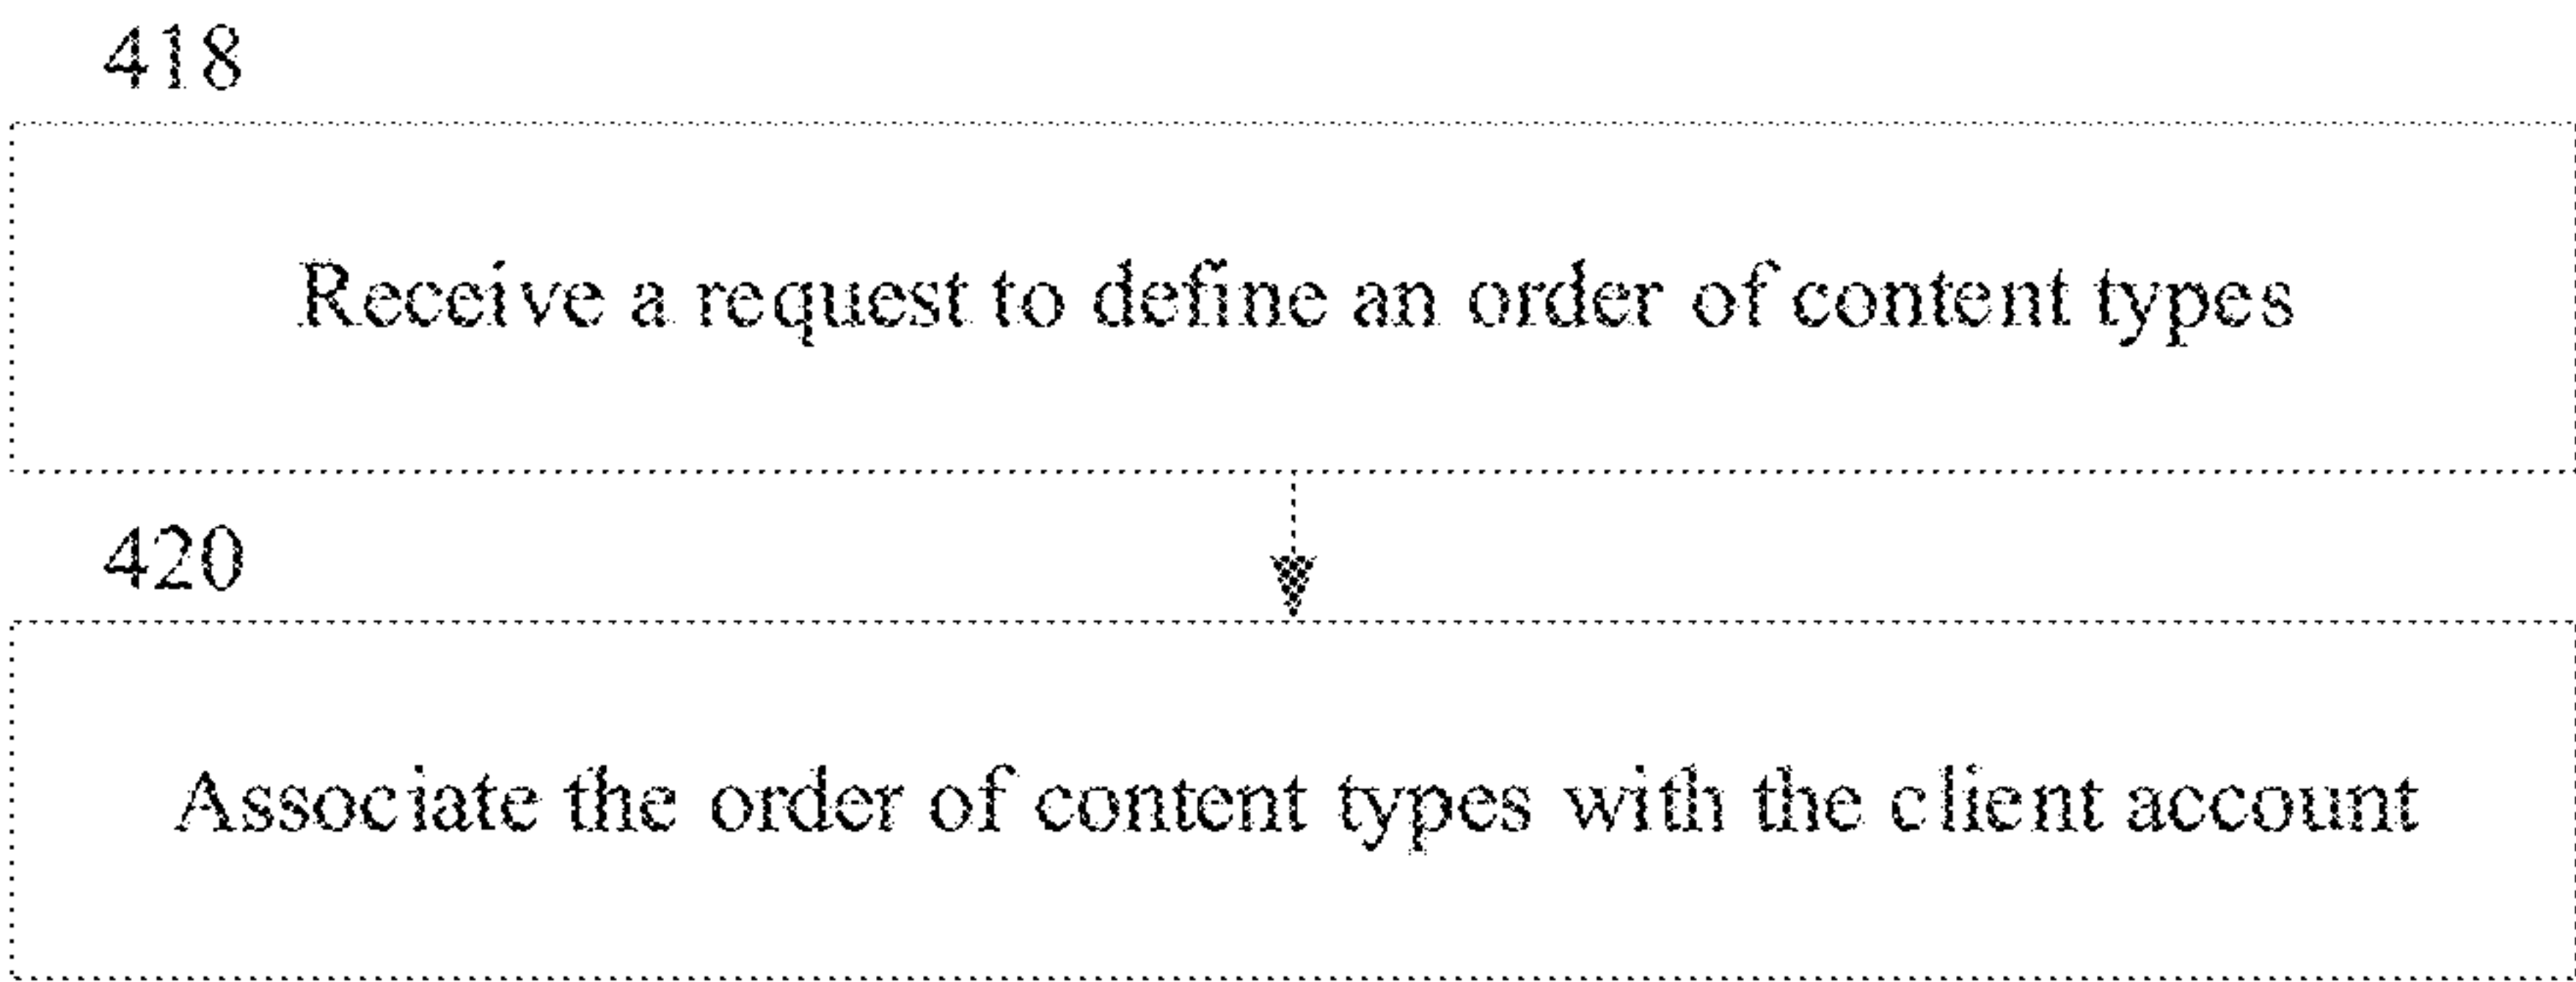 418
Receive a request to define an order of content types
420
Associate the order of content types with the client account